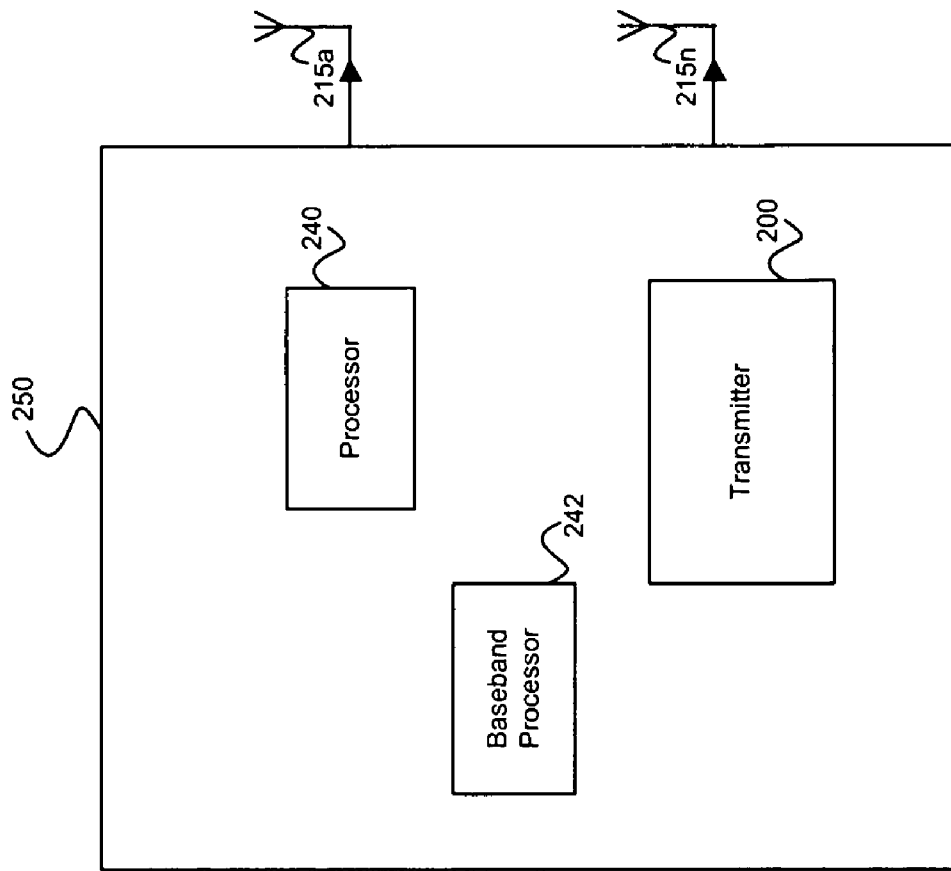 250
Processor
240
215a
Baseband
Processor
242
Transmitter
200
215n